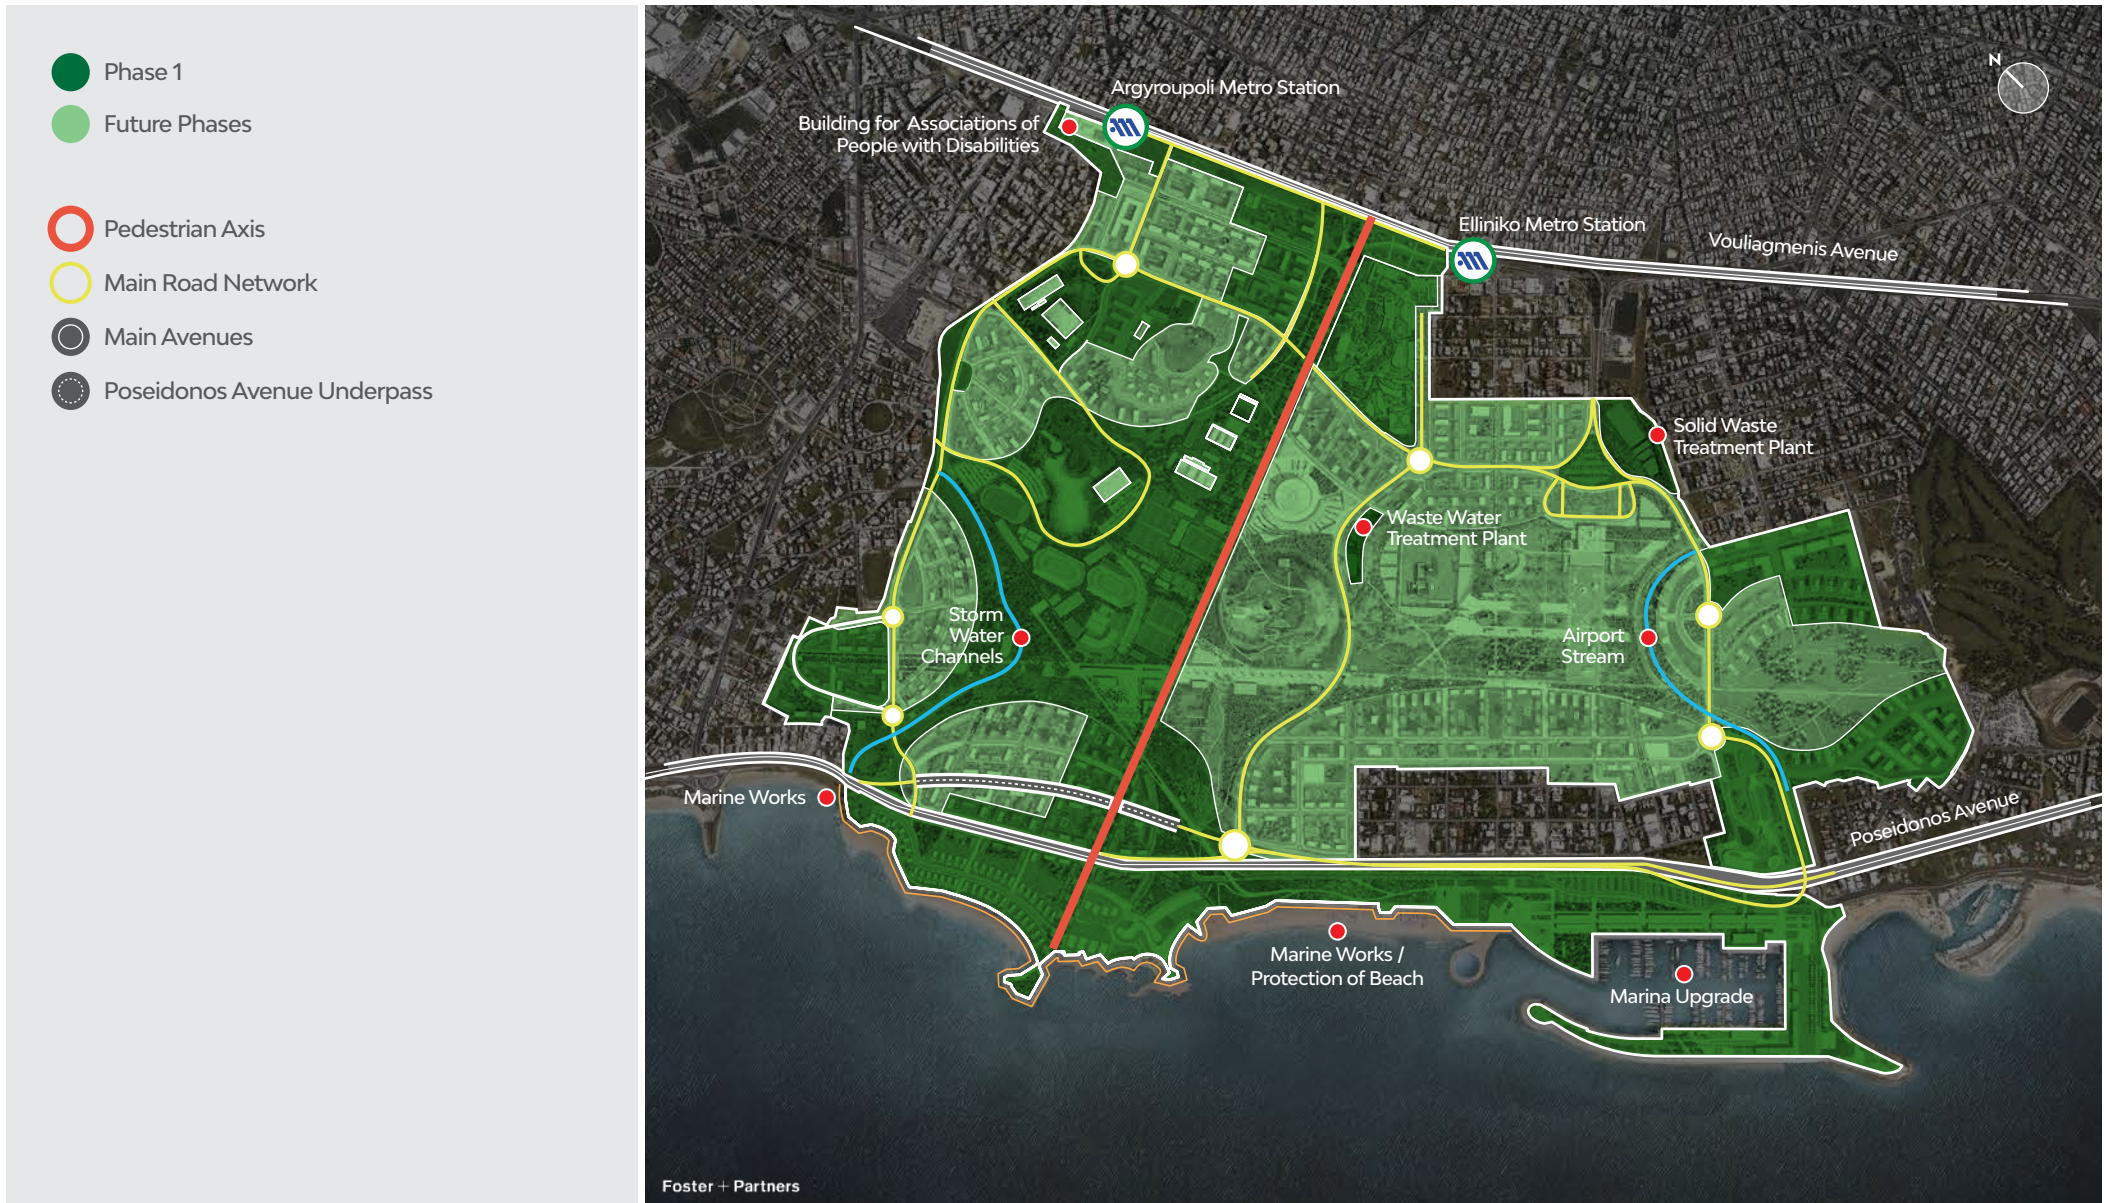 Phase 1
Future Phases
Pedestrian Axis
Main Road Network
Main Avenues
Poseidonos Avenue Underpass
N
Argyroupoli Metro Station
Building for Associations of
People with Disabilities
Elliniko Metro Station
Vouliagmenis Avenue
Solid Waste
Treatment Plant
Waste Water
Treatment Plant
Storm
Water
Channels
Airport
Stream
Marine Works
Poseidonos Avenue
Marine Works /
Protection of Beach
Marina Upgrade
Foster + Partners